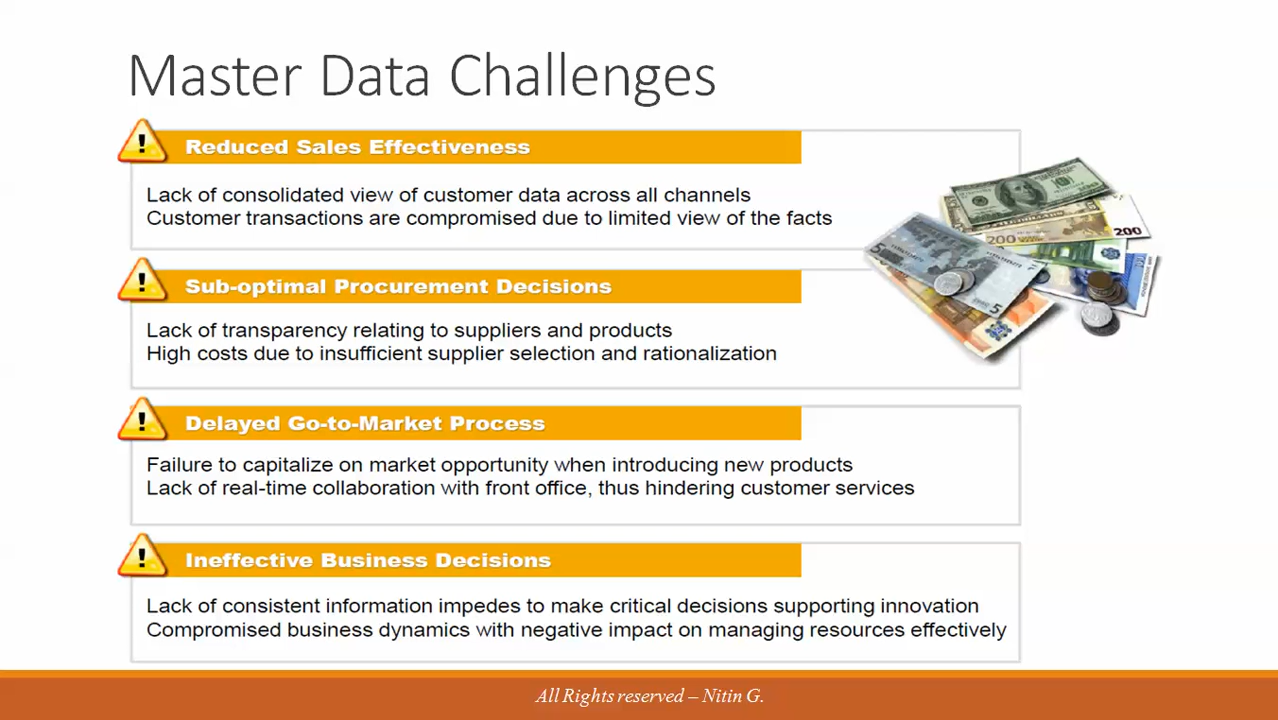 Master Data Challenges
Reduced Sales Effectiveness
Lack of consolidated view of customer data across all channels
Customer transactions are compromised due to limited view of the facts
Sub-optimal Procurement Decisions
Lack of transparency relating to suppliers and products
High costs due to insufficient supplier selection and rationalization
Delayed Go-to-Market Process
Failure to capitalize on market opportunity when introducing new products
Lack of real-time collaboration with front office, thus hindering customer services
Ineffective Business Decisions
Lack of consistent information impedes to make critical decisions supporting innovation
Compromised business dynamics with negative impact on managing resources effectively
200
200
5
5
All Rights reserved – Nitin G.